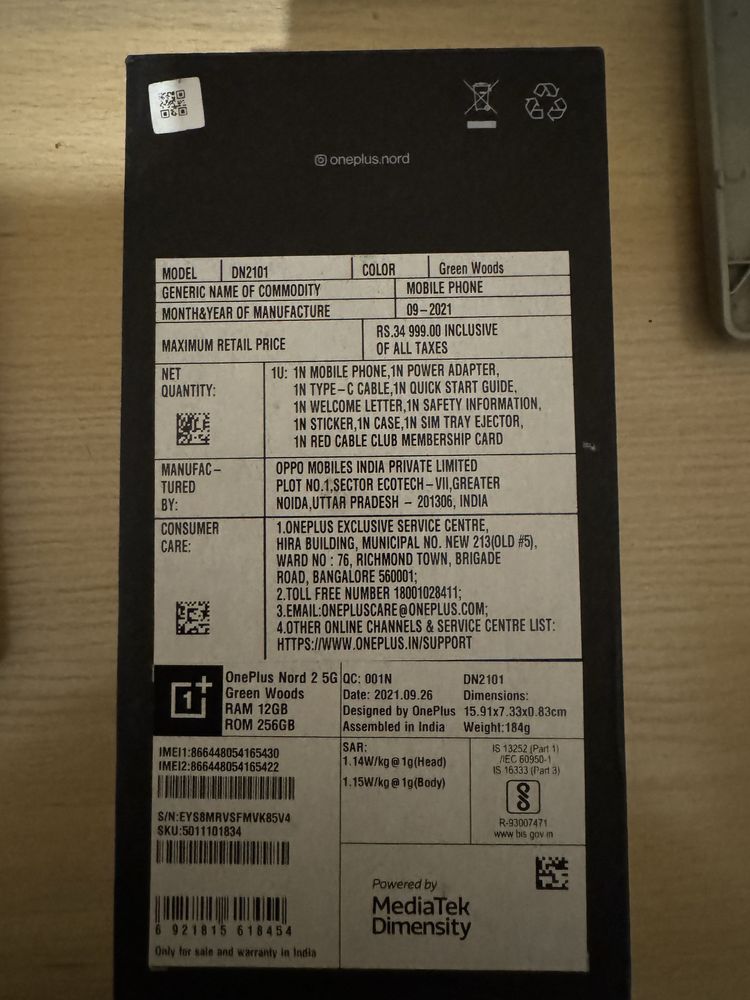 oneplus.nord
MODEL DN2101 COLOR Green Woods
GENERIC NAME OF COMMODITY MOBILE PHONE
MONTH&YEAR OF MANUFACTURE 09-2021
MAXIMUM RETAIL PRICE RS.34 999.00 INCLUSIVE
OF ALL TAXES
NET
QUANTITY:
1U: 1N MOBILE PHONE,1N POWER ADAPTER,
1N TYPE-C CABLE,1N QUICK START GUIDE,
1N WELCOME LETTER,1N SAFETY INFORMATION,
1N STICKER,1N CASE,1N SIM TRAY EJECTOR,
1N RED CABLE CLUB MEMBERSHIP CARD
MANUFAC-
TURED
BY:
OPPO MOBILES INDIA PRIVATE LIMITED
PLOT NO.1,SECTOR ECOTECH-VII,GREATER
NOIDA,UTTAR PRADESH - 201306, INDIA
CONSUMER
CARE:
1.ONEPLUS EXCLUSIVE SERVICE CENTRE,
HIRA BUILDING, MUNICIPAL NO. NEW 213(OLD #5),
WARD NO : 76, RICHMOND TOWN, BRIGADE
ROAD, BANGALORE 560001;
2.TOLL FREE NUMBER 18001028411;
3.EMAIL:ONEPLUSCARE@ONEPLUS.COM;
4.OTHER ONLINE CHANNELS & SERVICE CENTRE LIST:
HTTPS://WWW.ONEPLUS.IN/SUPPORT
1+
OnePlus Nord 2 5G
Green Woods
RAM 12GB
ROM 256GB
QC: 001N DN2101
Date: 2021.09.26 Dimensions:
Designed by OnePlus 15.91x7.33x0.83cm
Assembled in India Weight:184g
IMEI1:866448054165430
IMEI2:866448054165422
S/N:EYS8MRVSFMVK85V4
SKU:5011101834
6 921815 618454
Only for sale and warranty in India
SAR:
1.14W/kg@1g(Head)
1.15W/kg@1g(Body)
IS 13252 (Part 1)
/IEC 60950-1
IS 16333 (Part 3)
R-93007471
www.bis.gov.in
Powered by
MediaTek
Dimensity